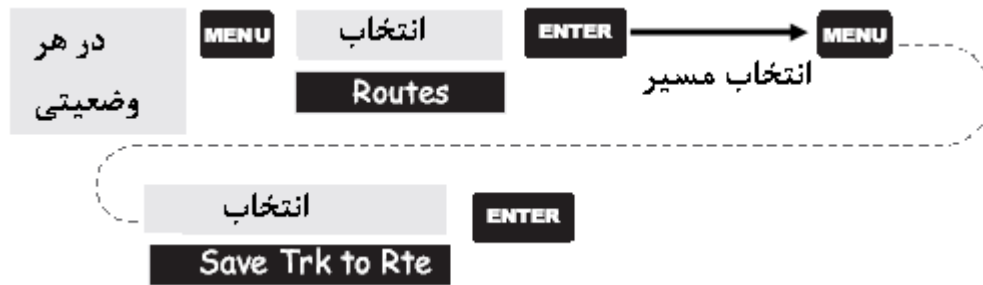 در هر
وضعیتی
MENU
انتخاب
Routes
ENTER
انتخاب مسیر
MENU
انتخاب
Save Trk to Rte
ENTER